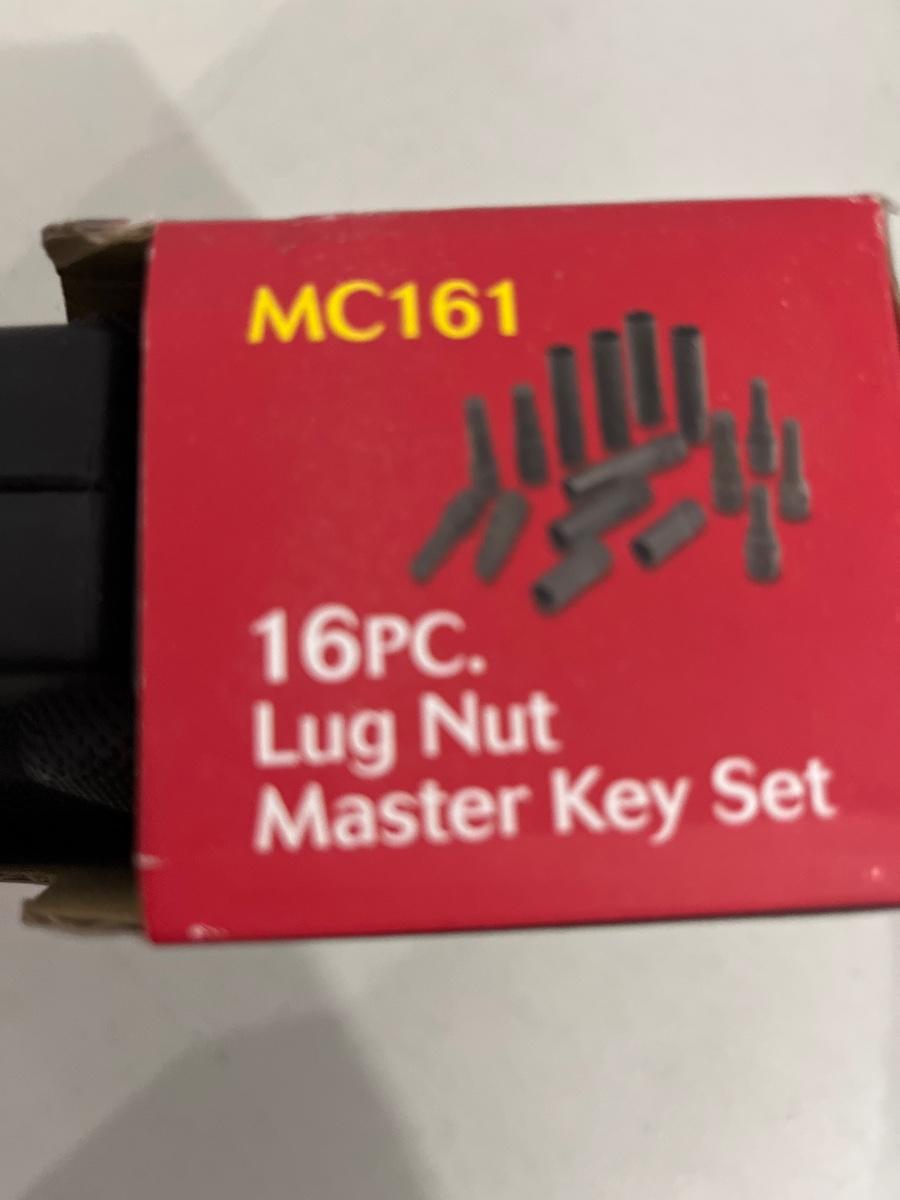 MC161
16PC.
Lug Nut
Master Key Set